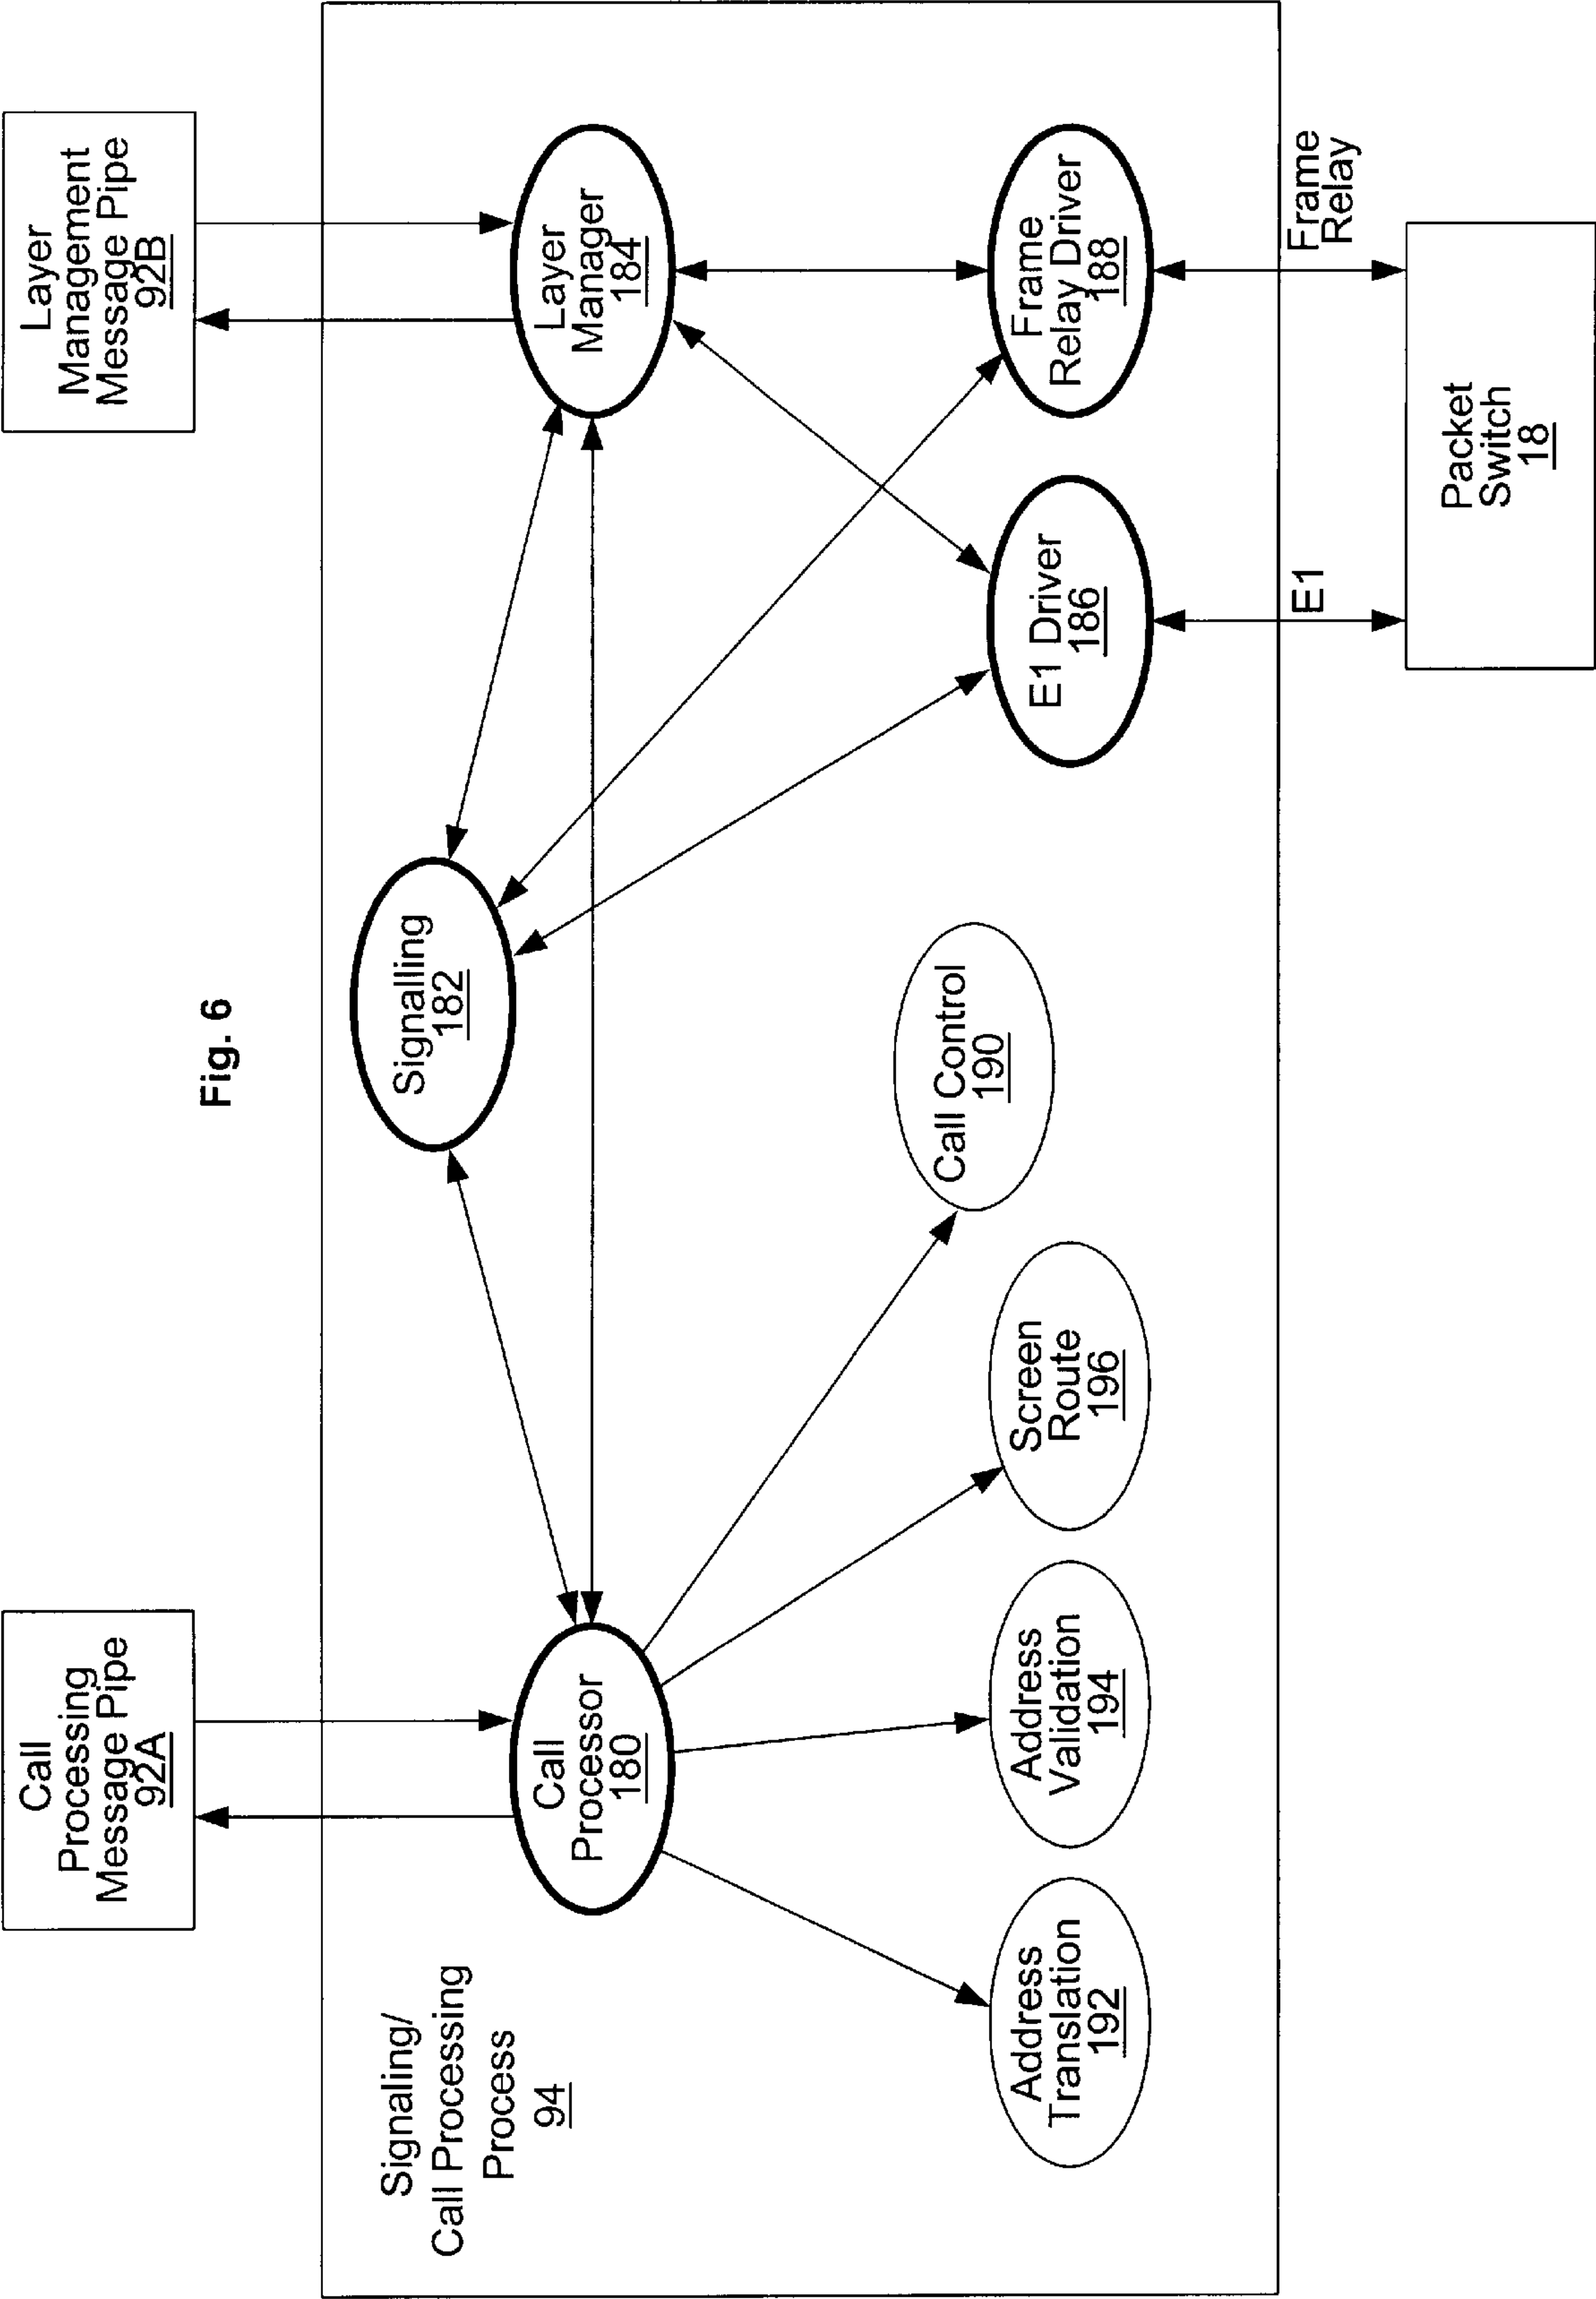 Fig. 6
Call
Processing
Message Pipe
92A
Layer
Management
Message Pipe
92B
Signaling/
Call Processing
Process
94
Call
Processor
180
Signalling
182
Layer
Manager
184
Address
Translation
192
Address
Validation
194
Screen
Route
196
Call Control
190
E1 Driver
186
Frame
Relay Driver
188
E1
Frame
Relay
Packet
Switch
18